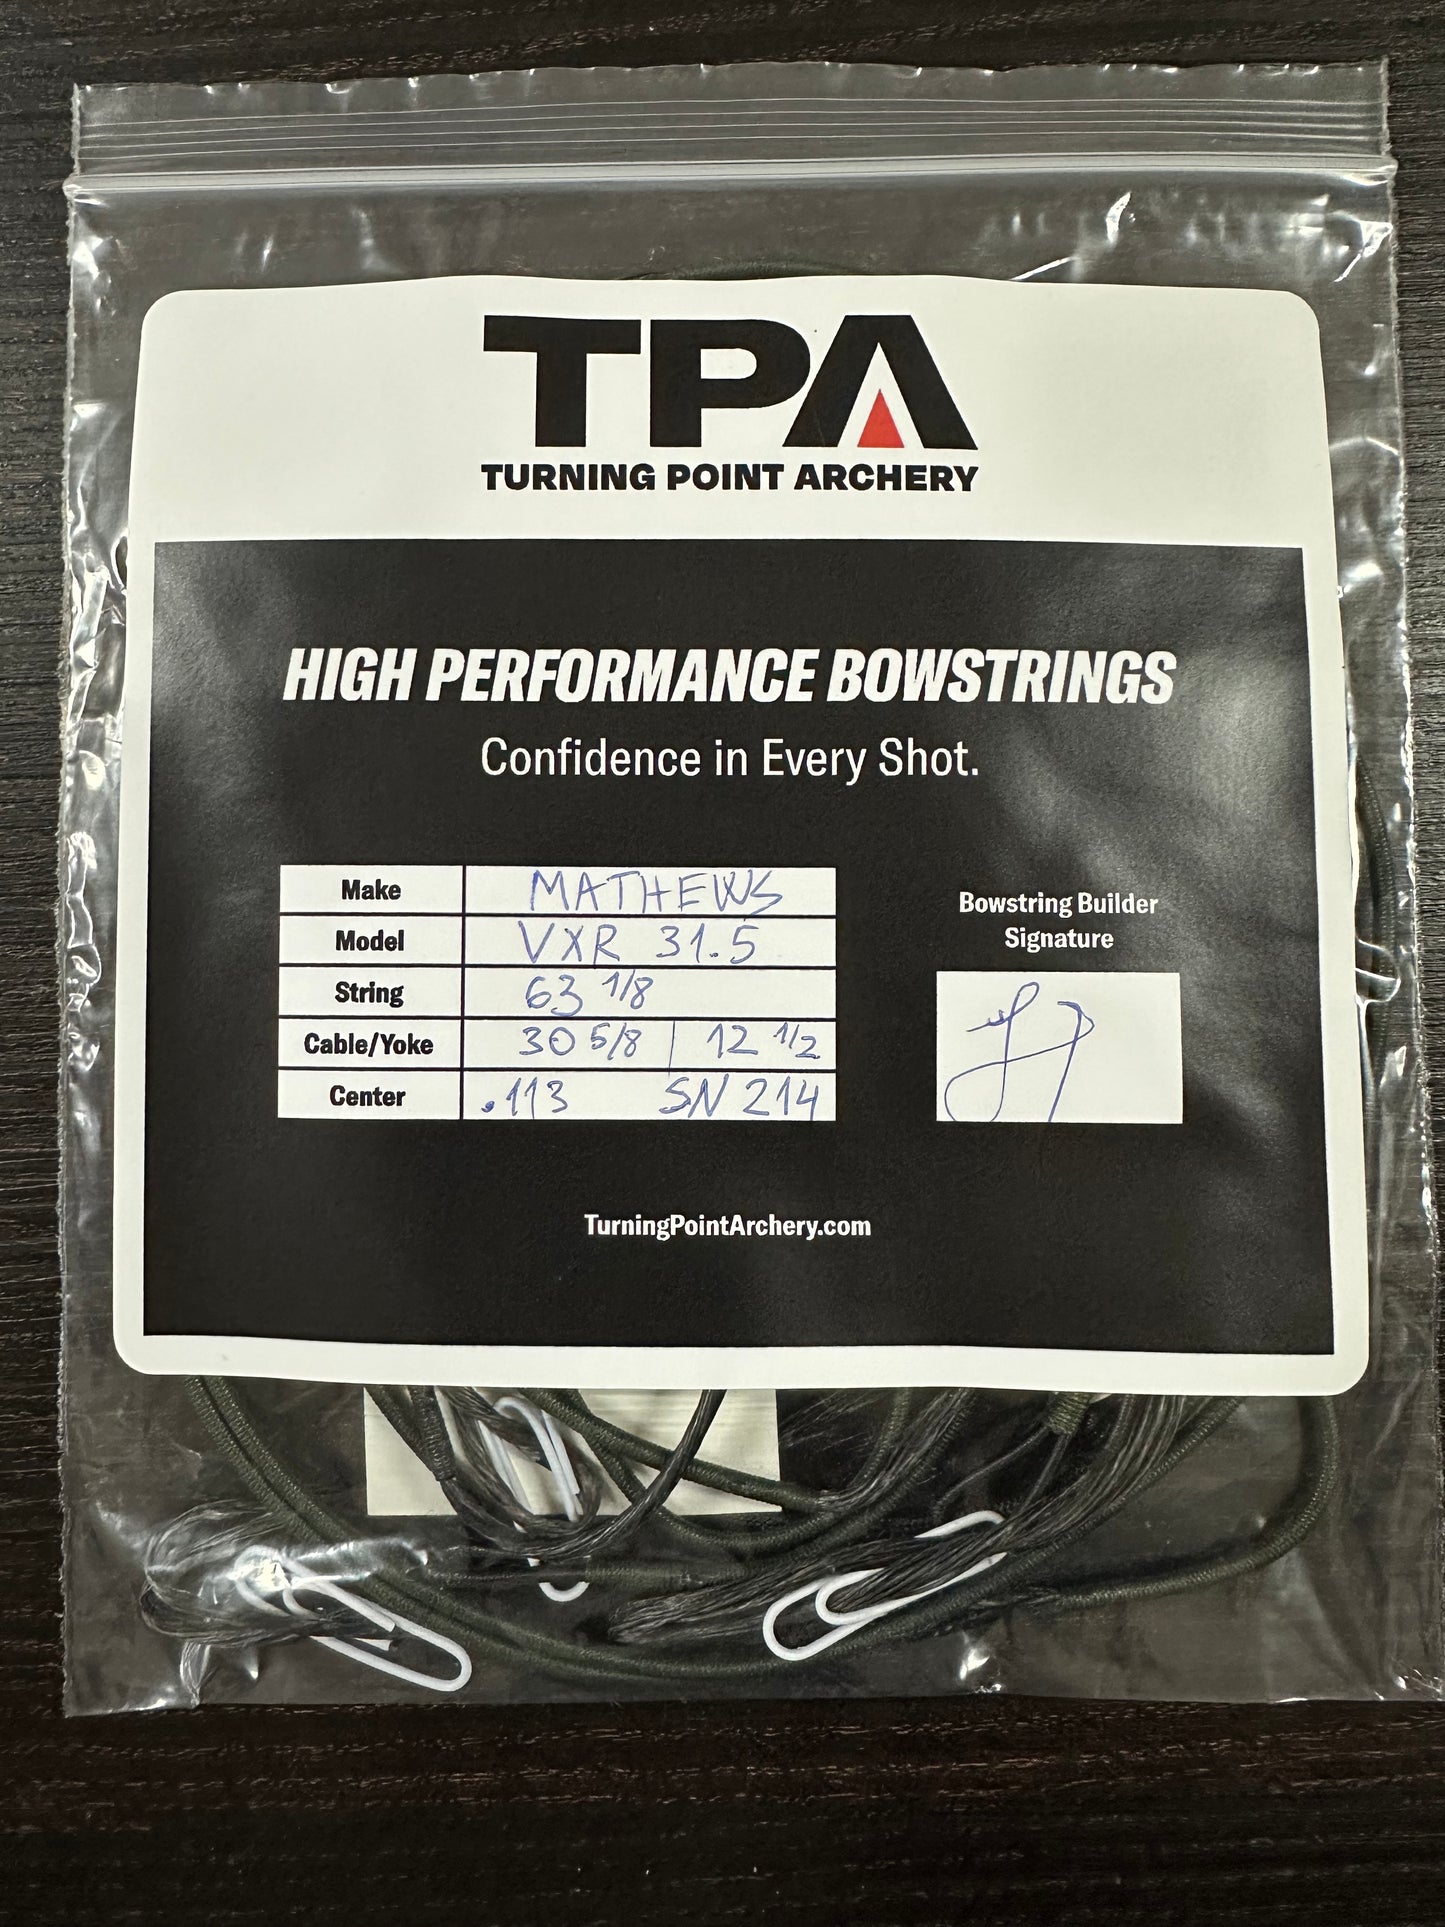 TPA
TURNING POINT ARCHERY
HIGH PERFORMANCE BOWSTRINGS
Confidence in Every Shot.
Make MATHEWS
Model VXR 31.5
String 63 1/8
Cable/Yoke 30 5/8 | 12 1/2
Center .113 SN 214
Bowstring Builder
Signature
TurningPointArchery.com